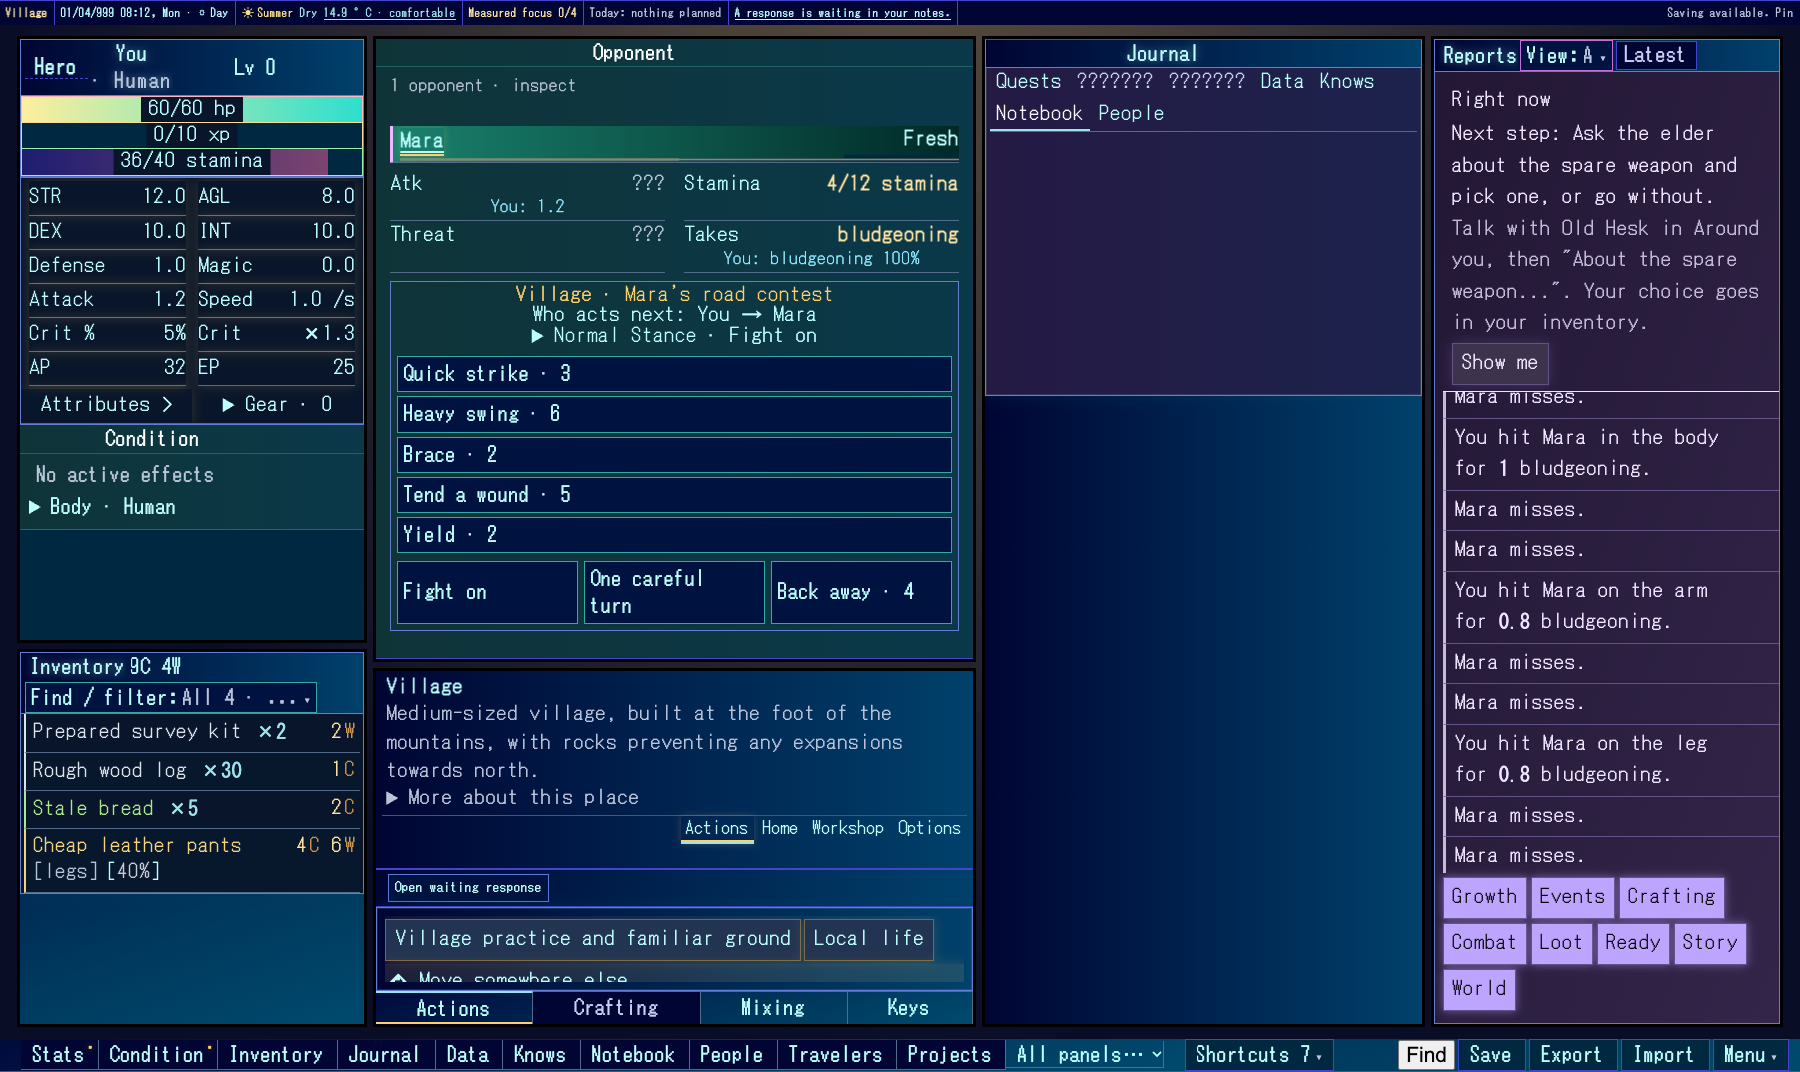 Village 01/04/999 08:12, Mon · ☼ Day ☀ Summer Dry 14.9 ° C · comfortable Measured focus 0/4 Today: nothing planned A response is waiting in your notes. Saving available. Pin
Hero · You Human Lv 0
60/60 hp
0/10 xp
36/40 stamina
STR 12.0 AGL 8.0
DEX 10.0 INT 10.0
Defense 1.0 Magic 0.0
Attack 1.2 Speed 1.0 /s
Crit % 5% Crit ×1.3
AP 32 EP 25
Attributes > ▶ Gear · 0
Condition
No active effects
▶ Body · Human
Inventory 9C 4W
Find / filter: All 4 · ... ▾
Prepared survey kit ×2 2W
Rough wood log ×30 1C
Stale bread ×5 2C
Cheap leather pants 4C 6W
[legs] [40%]
Opponent
1 opponent · inspect
Mara Fresh
Atk ??? Stamina 4/12 stamina
You: 1.2
Threat ??? Takes bludgeoning
You: bludgeoning 100%
Village · Mara's road contest
Who acts next: You → Mara
▶ Normal Stance · Fight on
Quick strike · 3
Heavy swing · 6
Brace · 2
Tend a wound · 5
Yield · 2
Fight on One careful turn Back away · 4
Village
Medium-sized village, built at the foot of the
mountains, with rocks preventing any expansions
towards north.
▶ More about this place
Actions Home Workshop Options
Open waiting response
Village practice and familiar ground Local life
Move somewhere else
Actions Crafting Mixing Keys
Journal
Quests ??????? ??????? Data Knows
Notebook People
Reports View: A ▾ Latest
Right now
Next step: Ask the elder
about the spare weapon and
pick one, or go without.
Talk with Old Hesk in Around
you, then "About the spare
weapon...". Your choice goes
in your inventory.
Show me
Mara misses.
You hit Mara in the body
for 1 bludgeoning.
Mara misses.
Mara misses.
You hit Mara on the arm
for 0.8 bludgeoning.
Mara misses.
Mara misses.
You hit Mara on the leg
for 0.8 bludgeoning.
Mara misses.
Mara misses.
Growth Events Crafting
Combat Loot Ready Story
World
Stats Condition Inventory Journal Data Knows Notebook People Travelers Projects All panels… Shortcuts 7 ▾ Find Save Export Import Menu ▾